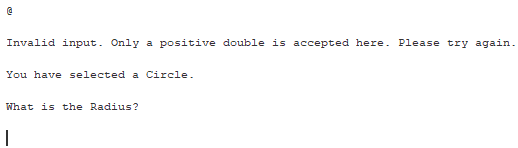 @
Invalid input. Only a positive double is accepted here. Please try again.
You have selected a Circle.
What is the Radius?